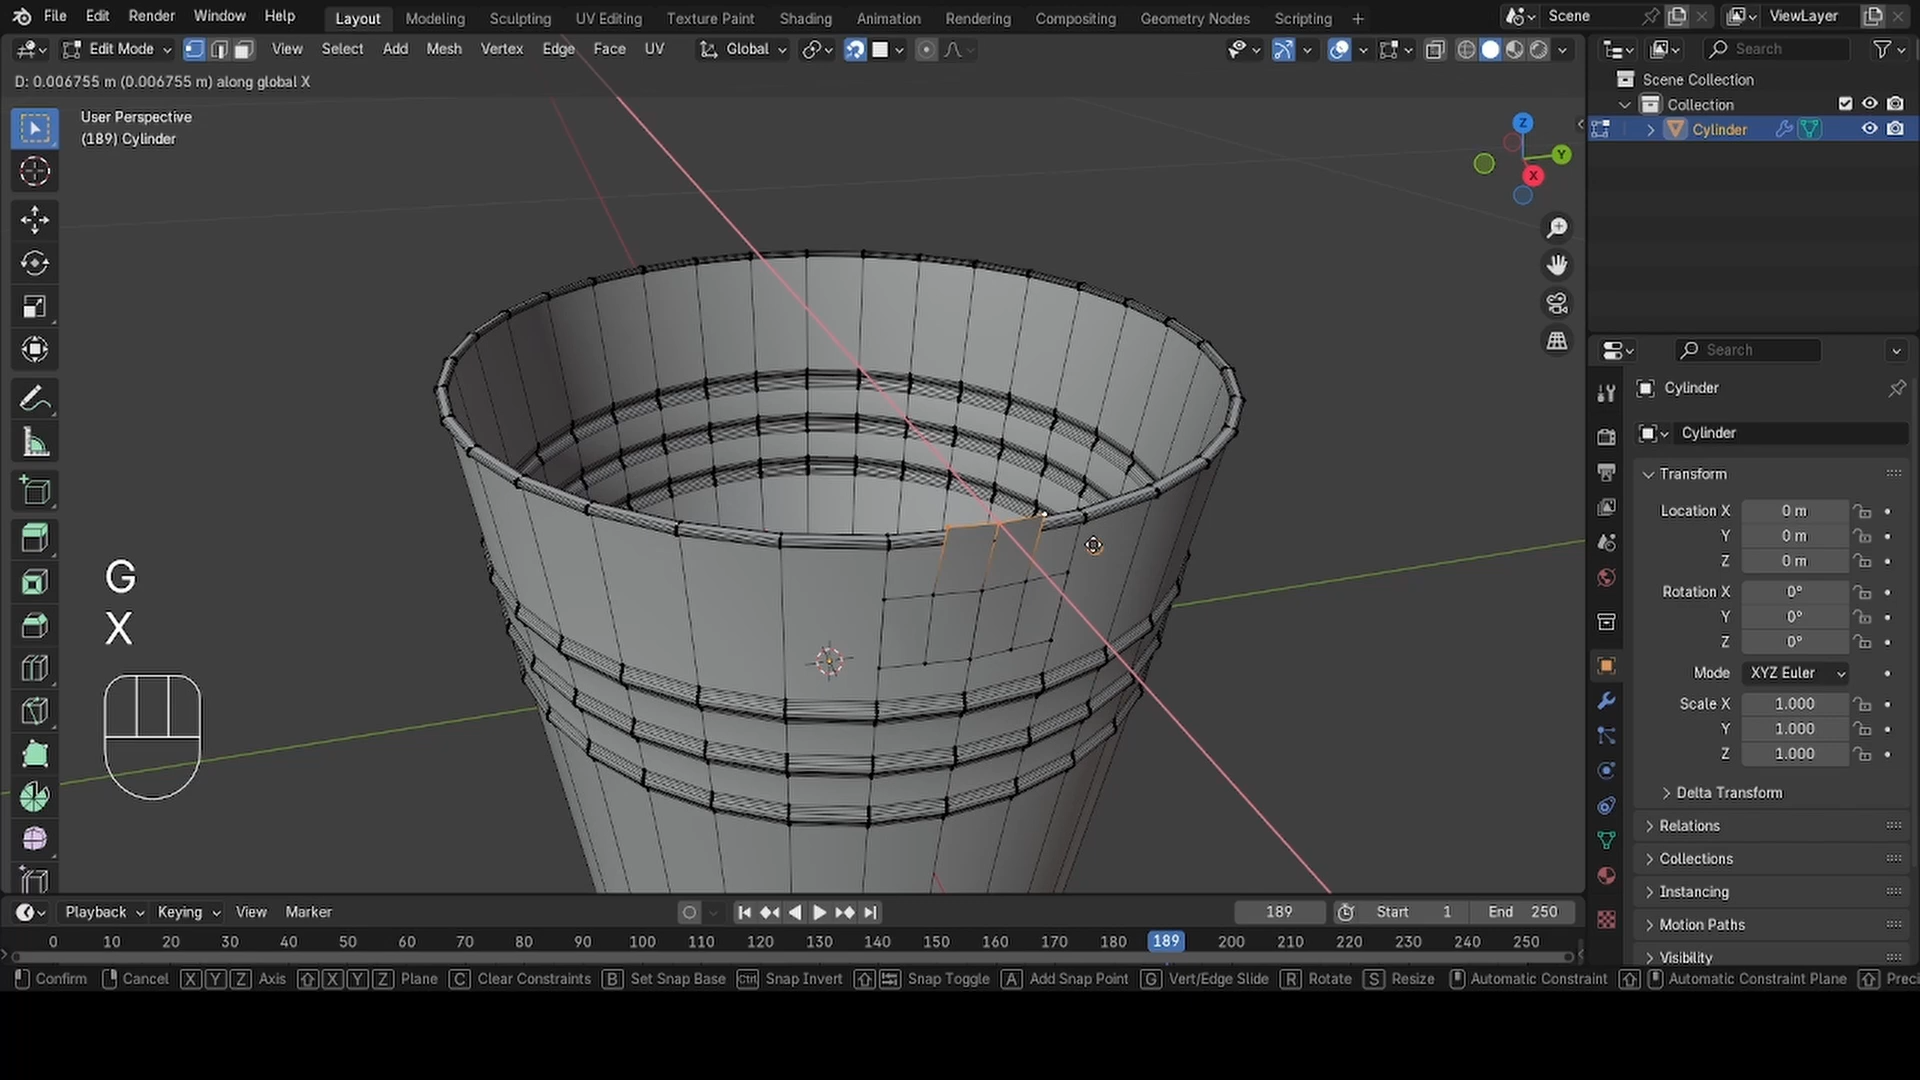 File Edit Render Window Help Layout Modeling Sculpting UV Editing Texture Paint Shading Animation Rendering Compositing Geometry Nodes Scripting + Scene ViewLayer
Edit Mode View Select Add Mesh Vertex Edge Face UV Global Search
D: 0.006755 m (0.006755 m) along global X
Scene Collection
Collection
Cylinder
User Perspective
(189) Cylinder
Z
Y
X
G
X
Search
Cylinder
Cylinder
Transform
Location X 0 m
Y 0 m
Z 0 m
Rotation X 0°
Y 0°
Z 0°
Mode XYZ Euler
Scale X 1.000
Y 1.000
Z 1.000
Delta Transform
Relations
Collections
Instancing
Motion Paths
Visibility
Playback Keying View Marker 189 Start 1 End 250
0 10 20 30 40 50 60 70 80 90 100 110 120 130 140 150 160 170 180 189 200 210 220 230 240 250
Confirm Cancel X Y Z Axis X Y Z Plane C Clear Constraints B Set Snap Base Ctrl Snap Invert Snap Toggle A Add Snap Point G Vert/Edge Slide R Rotate S Resize Automatic Constraint Automatic Constraint Plane Preci